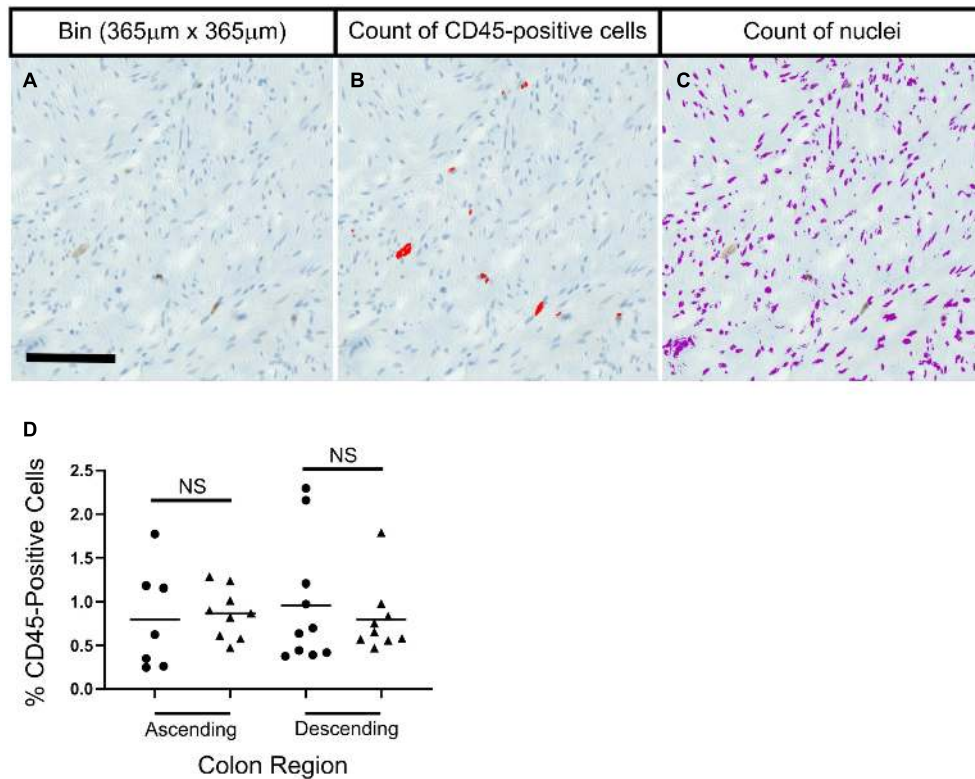 Bin (365μm x 365μm)
Count of CD45-positive cells
Count of nuclei
A
B
C
D
% CD45-Positive Cells
2.5
2.0
1.5
1.0
0.5
0.0
NS
NS
Ascending
Descending
Colon Region